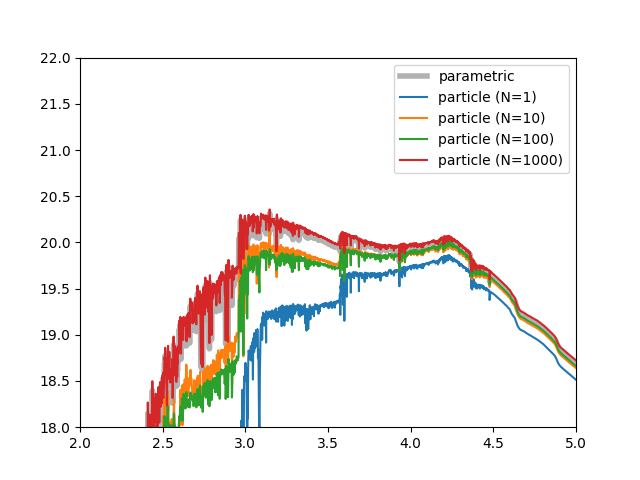 22.0
21.5
21.0
20.5
20.0
19.5
19.0
18.5
18.0
2.0 2.5 3.0 3.5 4.0 4.5 5.0
parametric
particle (N=1)
particle (N=10)
particle (N=100)
particle (N=1000)